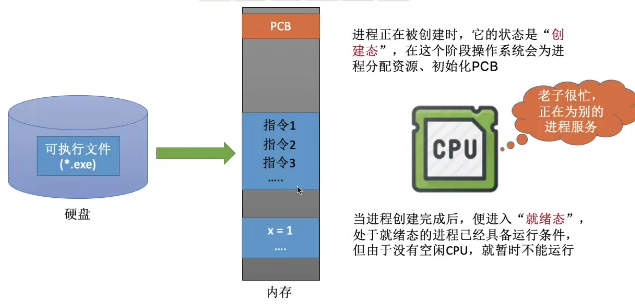 PCB
进程正在被创建时，它的状态是“创
建态”，在这个阶段操作系统会为进
程分配资源、初始化PCB
老子很忙，
正在为别的
进程服务
指令1
指令2
指令3
.....
可执行文件
(*.exe)
CPU
硬盘
当进程创建完成后，便进入“就绪态”，
处于就绪态的进程已经具备运行条件，
但由于没有空闲CPU，就暂时不能运行
x = 1
....
内存